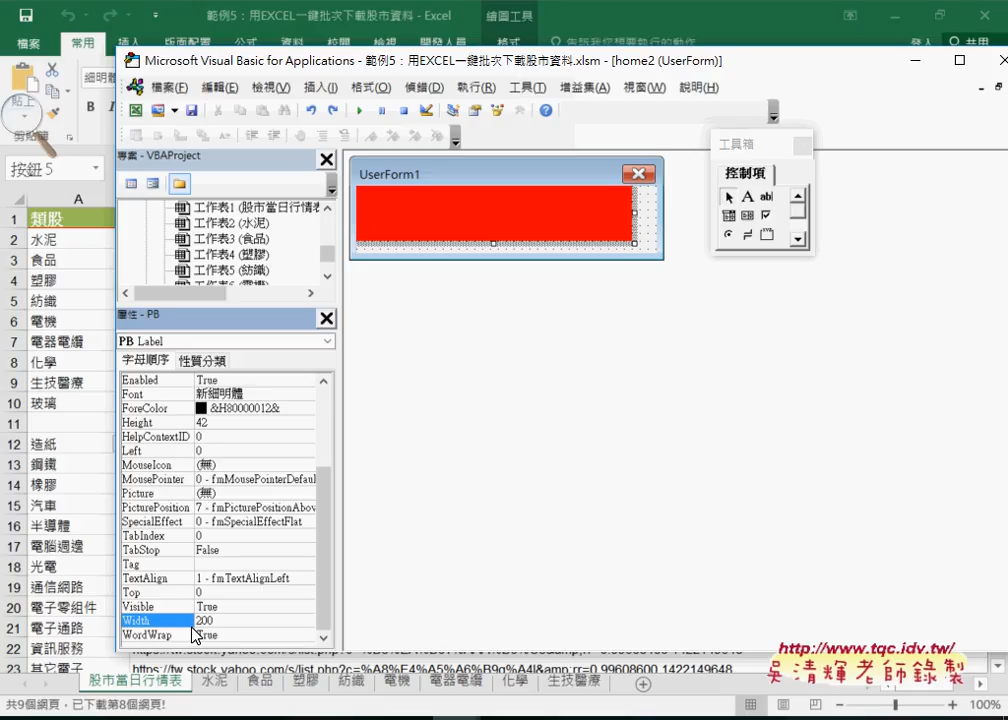 範例5：用EXCEL一鍵批次下載股市資料 - Excel
繪圖工具
檔案
常用
插入
版面配置
公式
資料
校閱
檢視
開發人員
格式
告訴我您想要執行的動作
登入
共用
貼上
剪貼簿
細明體
B
按鈕 5
A
1 類股
2 水泥
3 食品
4 塑膠
5 紡織
6 電機
7 電器電纜
8 化學
9 生技醫療
10 玻璃
11
12 造紙
13 鋼鐵
14 橡膠
15 汽車
16 半導體
17 電腦週邊
18 光電
19 通信網路
20 電子零組件
21 電子通路
22 資訊服務
23 其它電子
Microsoft Visual Basic for Applications - 範例5：用EXCEL一鍵批次下載股市資料.xlsm - [home2 (UserForm)]
檔案(F) 編輯(E) 檢視(V) 插入(I) 格式(O) 偵錯(D) 執行(R) 工具(T) 增益集(A) 視窗(W) 說明(H)
專案 - VBAProject
工作表1 (股市當日行情表
工作表2 (水泥)
工作表3 (食品)
工作表4 (塑膠)
工作表5 (紡織)
屬性 - PB
PB Label
字母順序 性質分類
Enabled True
Font 新細明體
ForeColor &H80000012&
Height 42
HelpContextID 0
Left 0
MouseIcon (無)
MousePointer 0 - fmMousePointerDefaul
Picture (無)
PicturePosition 7 - fmPicturePositionAbov
SpecialEffect 0 - fmSpecialEffectFlat
TabIndex 0
TabStop False
Tag
TextAlign 1 - fmTextAlignLeft
Top 0
Visible True
Width 200
WordWrap True
UserForm1
工具箱
控制項
A ab|
https://tw.stock.yahoo.com/s/list.php?c=%A8%E4%A5%A6%B9q%A4l&amp;rr=0.99608600 1422149648
http://www.tqc.idv.tw/
吳清輝老師錄製
股市當日行情表 水泥 食品 塑膠 紡織 電機 電器電纜 化學 生技醫療
共9個網頁，已下載第8個網頁!
100%